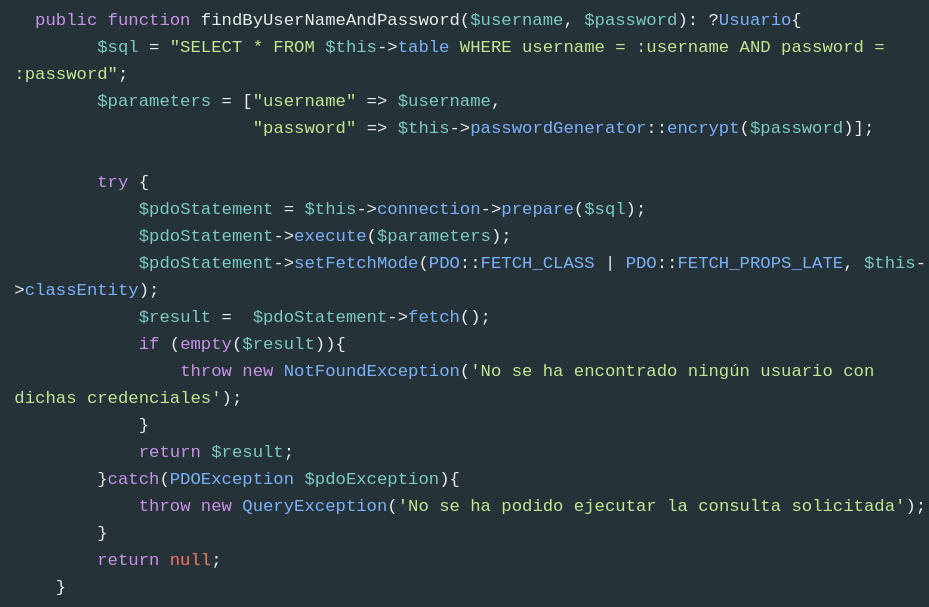 public function findByUserNameAndPassword($username, $password): ?Usuario{
$sql = "SELECT * FROM $this->table WHERE username = :username AND password =
:password";
$parameters = ["username" => $username,
"password" => $this->passwordGenerator::encrypt($password)];
try {
$pdoStatement = $this->connection->prepare($sql);
$pdoStatement->execute($parameters);
$pdoStatement->setFetchMode(PDO::FETCH_CLASS | PDO::FETCH_PROPS_LATE, $this-
>classEntity);
$result =  $pdoStatement->fetch();
if (empty($result)){
throw new NotFoundException('No se ha encontrado ningún usuario con
dichas credenciales');
}
return $result;
}catch(PDOException $pdoException){
throw new QueryException('No se ha podido ejecutar la consulta solicitada');
}
return null;
}